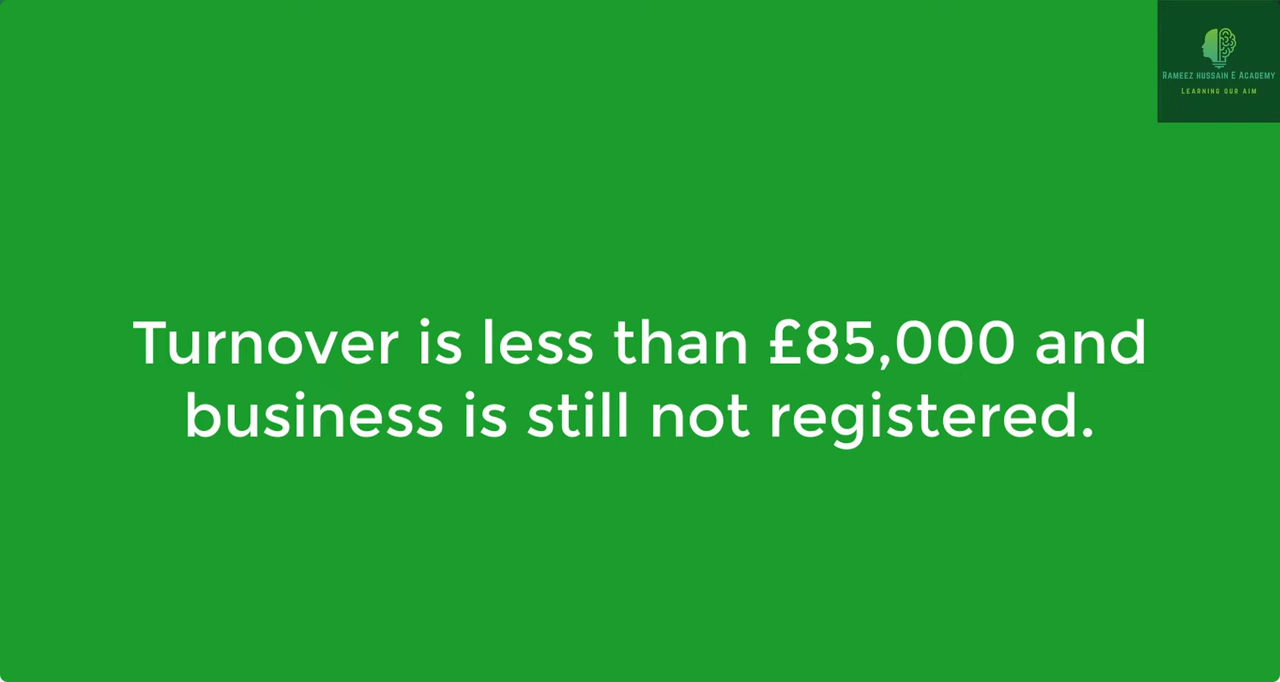 RAMEEZ HUSSAIN E ACADEMY
LEARNING OUR AIM
Turnover is less than £85,000 and
business is still not registered.